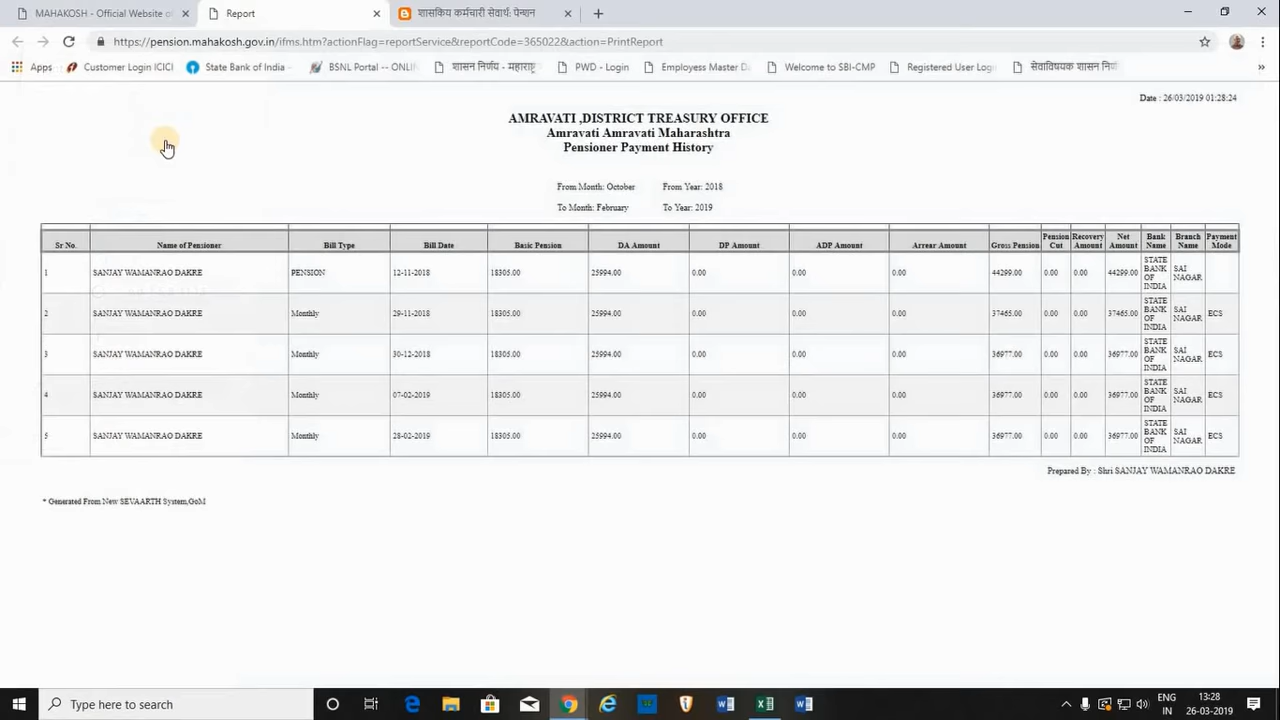 MAHAKOSH - Official Website of
Report
शासकिय कर्मचारी सेवार्थ: पेन्शन
https://pension.mahakosh.gov.in/ifms.htm?actionFlag=reportService&reportCode=365022&action=PrintReport
Apps
Customer Login ICICI
State Bank of India
BSNL Portal -- ONLI
शासन निर्णय - महाराष्ट्र
PWD - Login
Employess Master D
Welcome to SBI-CMP
Registered User Log
सेवाविषयक शासन निर्ण
»
Date : 26/03/2019 01:28:24
AMRAVATI ,DISTRICT TREASURY OFFICE
Amravati Amravati Maharashtra
Pensioner Payment History
From Month: October From Year: 2018
To Month: February To Year: 2019
Sr No. Name of Pensioner Bill Type Bill Date Basic Pension DA Amount DP Amount ADP Amount Arrear Amount Gross Pension Pension Cut Recovery Amount Net Amount Bank Name Branch Name Payment Mode
1 SANJAY WAMANRAO DAKRE PENSION 12-11-2018 18305.00 25994.00 0.00 0.00 0.00 44299.00 0.00 0.00 44299.00 STATE BANK OF INDIA SAI NAGAR
2 SANJAY WAMANRAO DAKRE Monthly 29-11-2018 18305.00 25994.00 0.00 0.00 0.00 37465.00 0.00 0.00 37465.00 STATE BANK OF INDIA SAI NAGAR ECS
3 SANJAY WAMANRAO DAKRE Monthly 30-12-2018 18305.00 25994.00 0.00 0.00 0.00 36977.00 0.00 0.00 36977.00 STATE BANK OF INDIA SAI NAGAR ECS
4 SANJAY WAMANRAO DAKRE Monthly 07-02-2019 18305.00 25994.00 0.00 0.00 0.00 36977.00 0.00 0.00 36977.00 STATE BANK OF INDIA SAI NAGAR ECS
5 SANJAY WAMANRAO DAKRE Monthly 28-02-2019 18305.00 25994.00 0.00 0.00 0.00 36977.00 0.00 0.00 36977.00 STATE BANK OF INDIA SAI NAGAR ECS
Prepared By : Shri SANJAY WAMANRAO DAKRE
* Generated From New SEVAARTH System,GoM
Type here to search
ENG
IN
13:28
26-03-2019